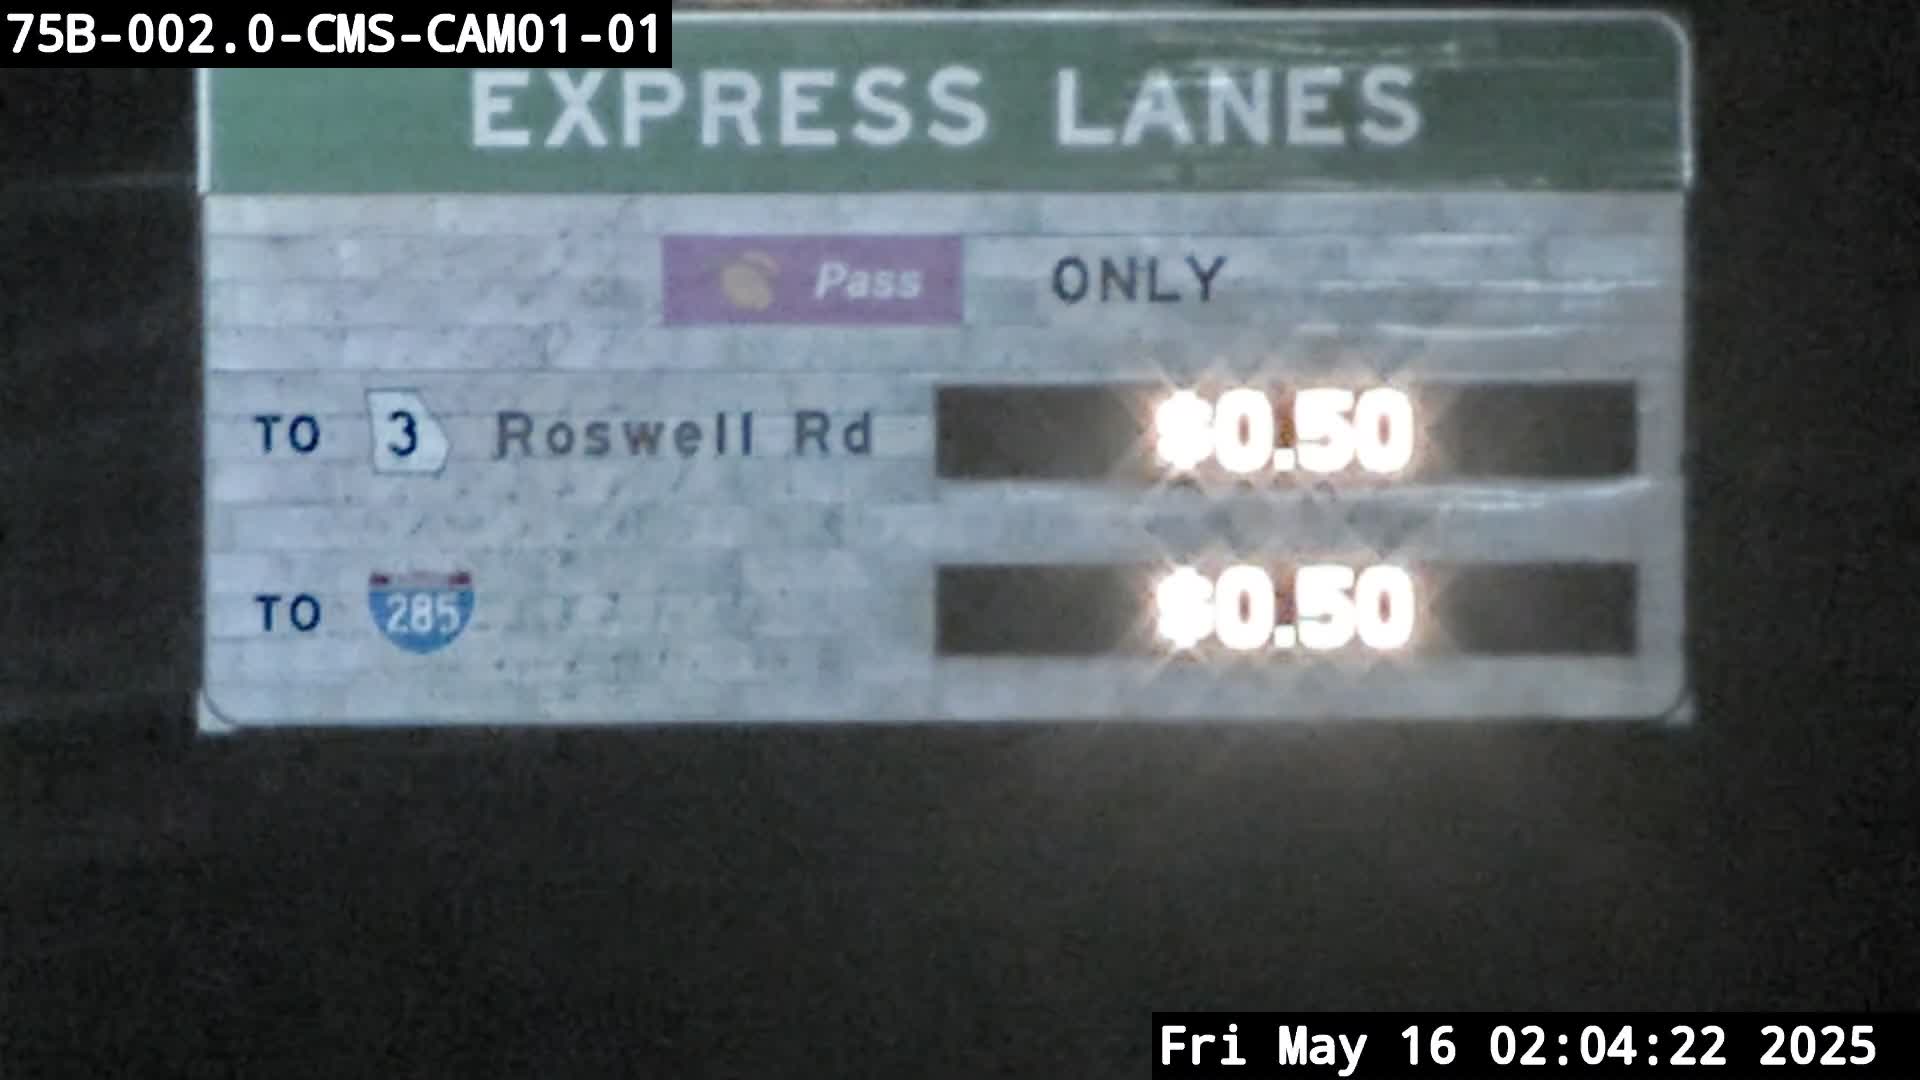 75B-002.0-CMS-CAM01-01
EXPRESS LANES
Pass ONLY
TO 3 Roswell Rd $0.50
TO 285 $0.50
Fri May 16 02:04:22 2025